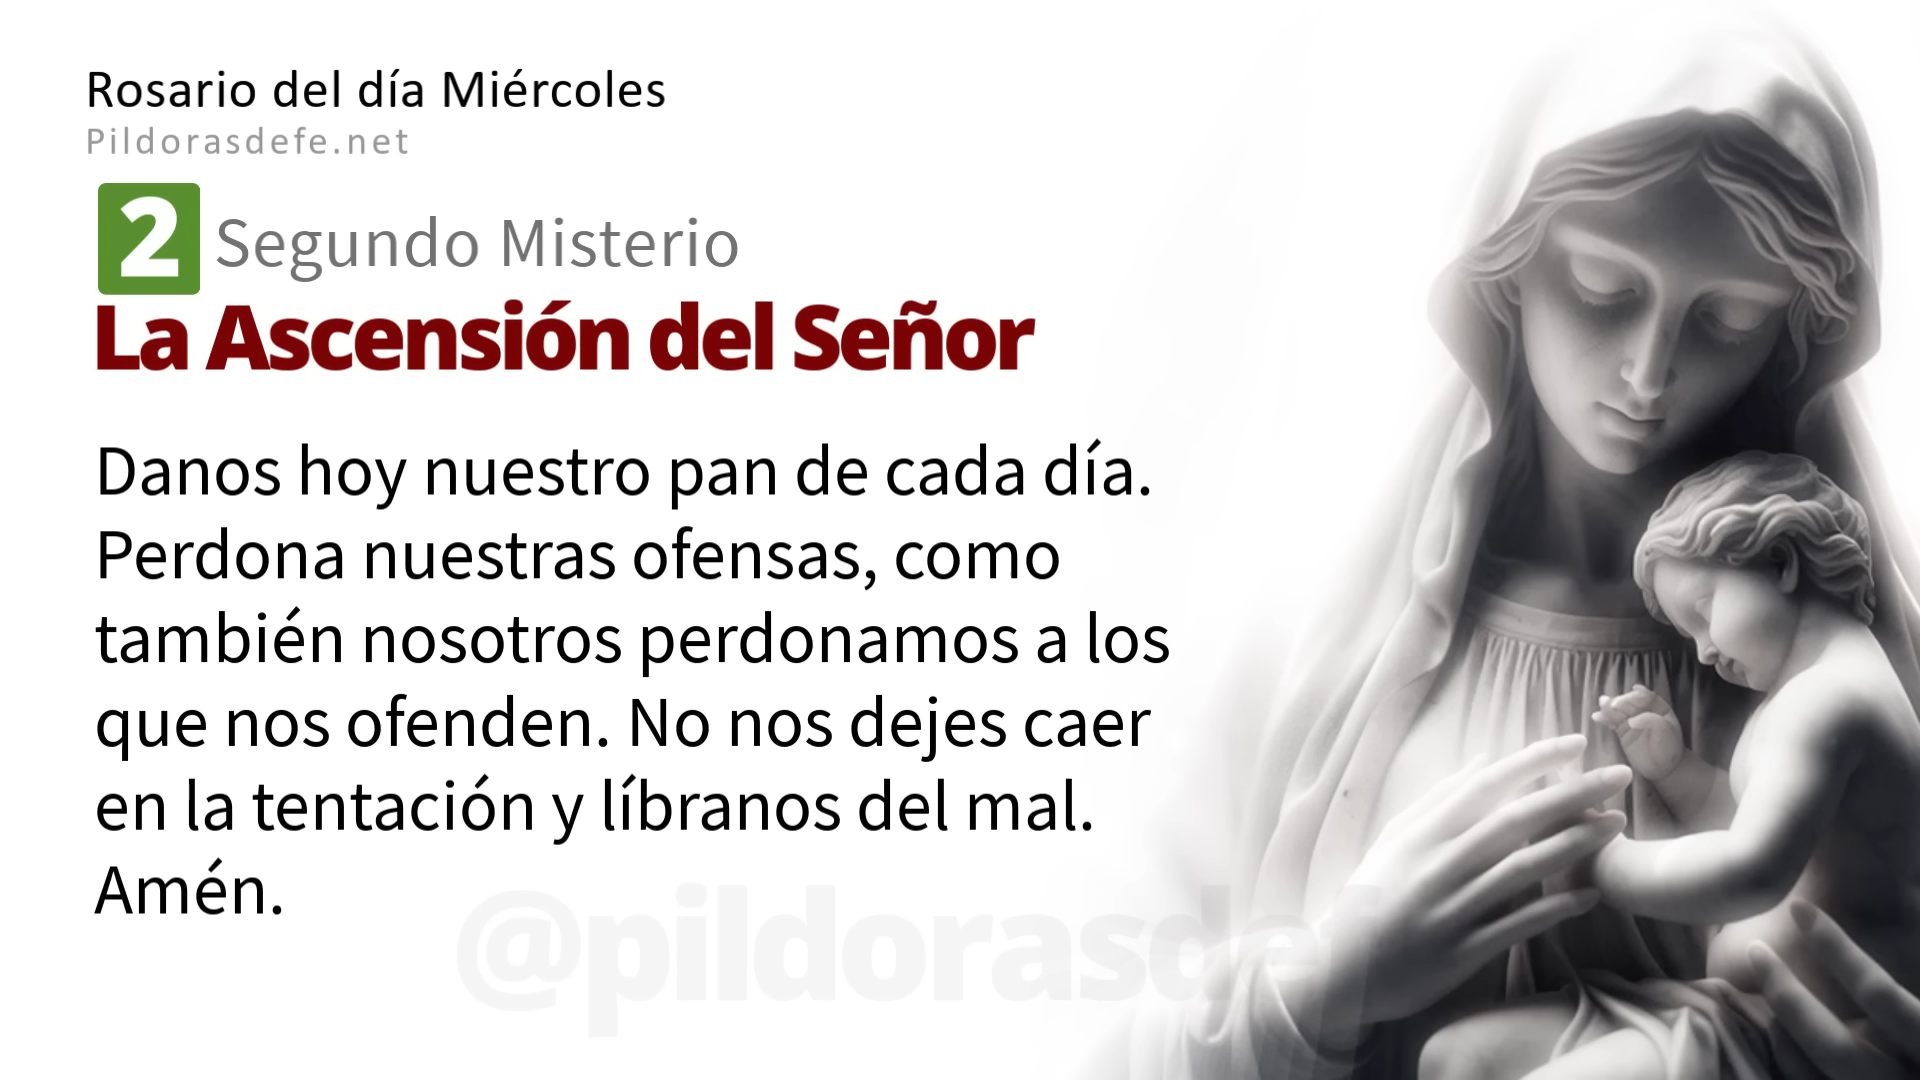 Rosario del día Miércoles
Pildorasdefe.net
2 Segundo Misterio
La Ascensión del Señor
Danos hoy nuestro pan de cada día.
Perdona nuestras ofensas, como
también nosotros perdonamos a los
que nos ofenden. No nos dejes caer
en la tentación y líbranos del mal.
Amén.
@pildorasdef